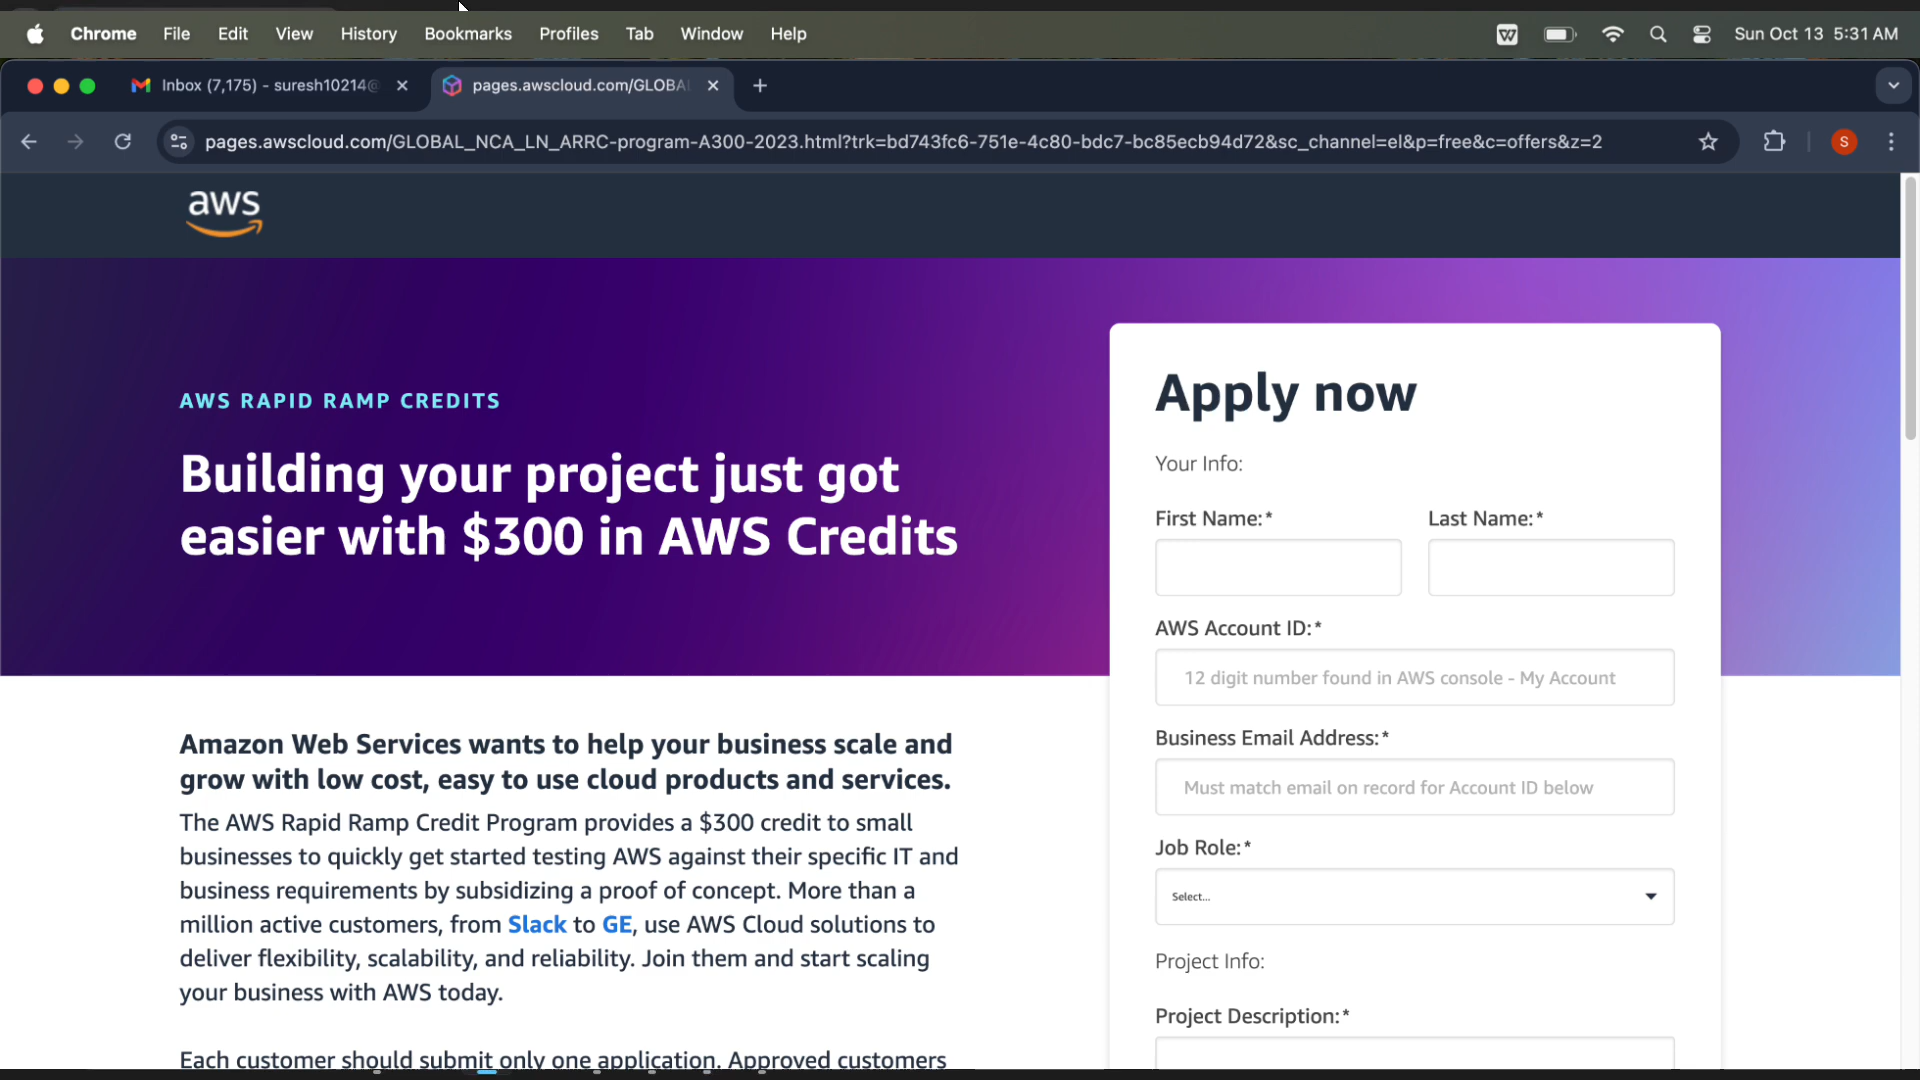 Chrome File Edit View History Bookmarks Profiles Tab Window Help Sun Oct 13 5:31 AM
Inbox (7,175) - suresh10214@ pages.awscloud.com/GLOBAL
pages.awscloud.com/GLOBAL_NCA_LN_ARRC-program-A300-2023.html?trk=bd743fc6-751e-4c80-bdc7-bc85ecb94d72&sc_channel=el&p=free&c=offers&z=2 S
aws
AWS RAPID RAMP CREDITS
Building your project just got
easier with $300 in AWS Credits
Amazon Web Services wants to help your business scale and
grow with low cost, easy to use cloud products and services.
The AWS Rapid Ramp Credit Program provides a $300 credit to small
businesses to quickly get started testing AWS against their specific IT and
business requirements by subsidizing a proof of concept. More than a
million active customers, from Slack to GE, use AWS Cloud solutions to
deliver flexibility, scalability, and reliability. Join them and start scaling
your business with AWS today.
Each customer should submit only one application. Approved customers
Apply now
Your Info:
First Name:* Last Name:*
AWS Account ID:*
12 digit number found in AWS console - My Account
Business Email Address:*
Must match email on record for Account ID below
Job Role:*
Select...
Project Info:
Project Description:*